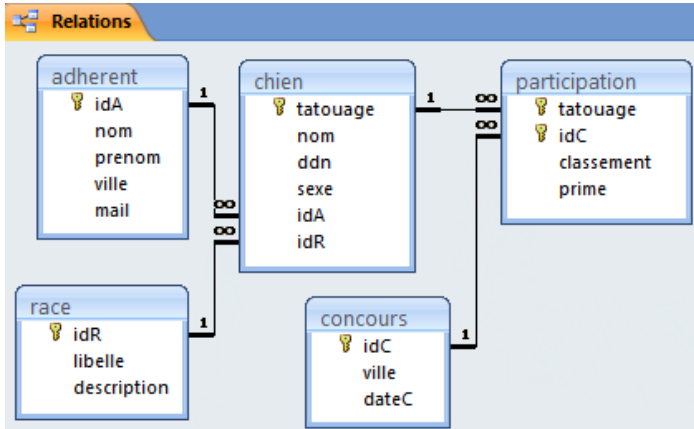 Relations
adherent
idA
nom
prenom
ville
mail
chien
tatouage
nom
ddn
sexe
idA
idR
participation
tatouage
idC
classement
prime
race
idR
libelle
description
concours
idC
ville
dateC
1
∞
1
∞
1
∞
1
∞